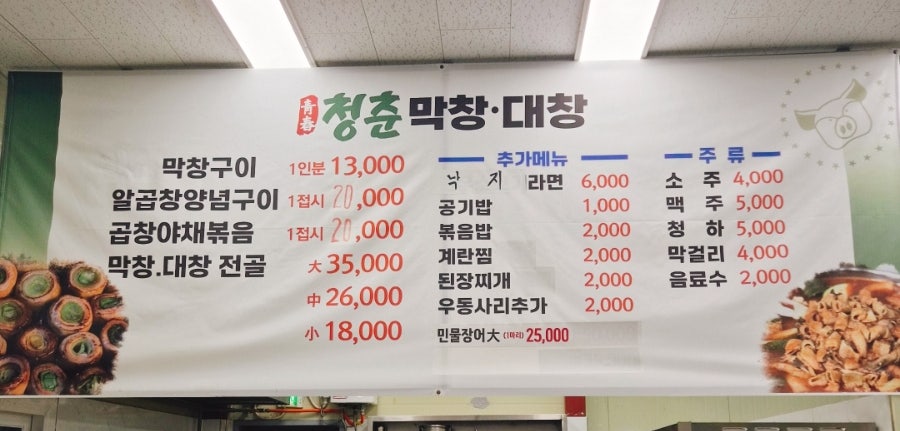 青春 청춘 막창·대창
막창구이 1인분 13,000
알곱창양념구이 1접시 20,000
곱창야채볶음 1접시 20,000
막창.대창 전골 大 35,000
中 26,000
小 18,000
추가메뉴
낙지 라면 6,000
공기밥 1,000
볶음밥 2,000
계란찜 2,000
된장찌개 2,000
우동사리추가 2,000
민물장어大 (1마리) 25,000
주류
소주 4,000
맥주 5,000
청하 5,000
막걸리 4,000
음료수 2,000